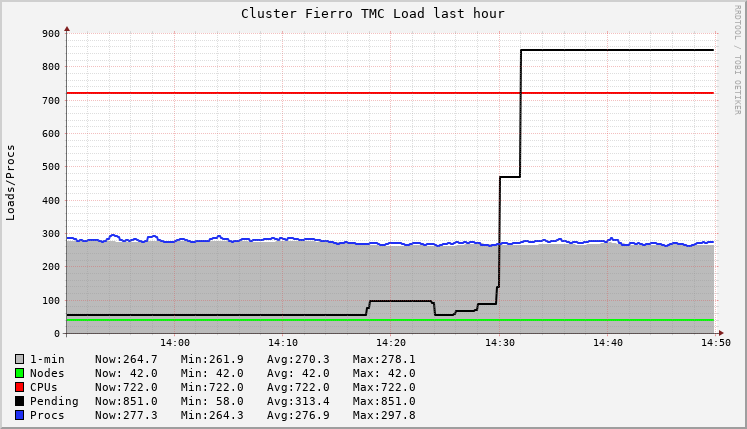 Cluster Fierro TMC Load last hour
RRDTOOL / TOBI OETIKER
Loads/Procs
900
800
700
600
500
400
300
200
100
0
14:00 14:10 14:20 14:30 14:40 14:50
1-min Now:264.7 Min:261.9 Avg:270.3 Max:278.1
Nodes Now: 42.0 Min: 42.0 Avg: 42.0 Max: 42.0
CPUs Now:722.0 Min:722.0 Avg:722.0 Max:722.0
Pending Now:851.0 Min: 58.0 Avg:313.4 Max:851.0
Procs Now:277.3 Min:264.3 Avg:276.9 Max:297.8